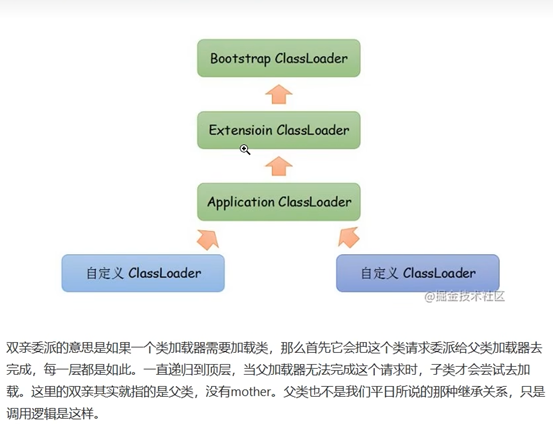 Bootstrap ClassLoader
Extensioin ClassLoader
Application ClassLoader
自定义 ClassLoader
自定义 ClassLoader
@掘金技术社区
双亲委派的意思是如果一个类加载器需要加载类，那么首先它会把这个类请求委派给父类加载器去
完成，每一层都是如此。一直递归到顶层，当父加载器无法完成这个请求时，子类才会尝试去加
载。这里的双亲其实就指的是父类，没有mother。父类也不是我们平日所说的那种继承关系，只是
调用逻辑是这样。